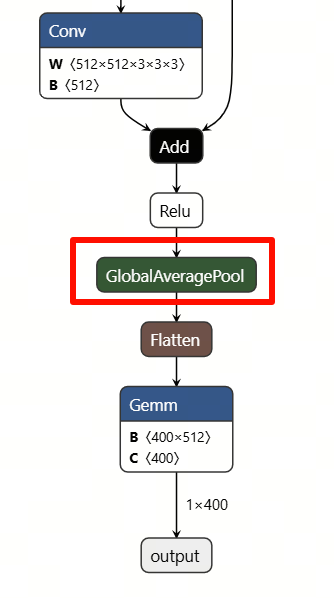 Conv
W〈512×512×3×3×3〉
B〈512〉
Add
Relu
GlobalAveragePool
Flatten
Gemm
B〈400×512〉
C〈400〉
1×400
output